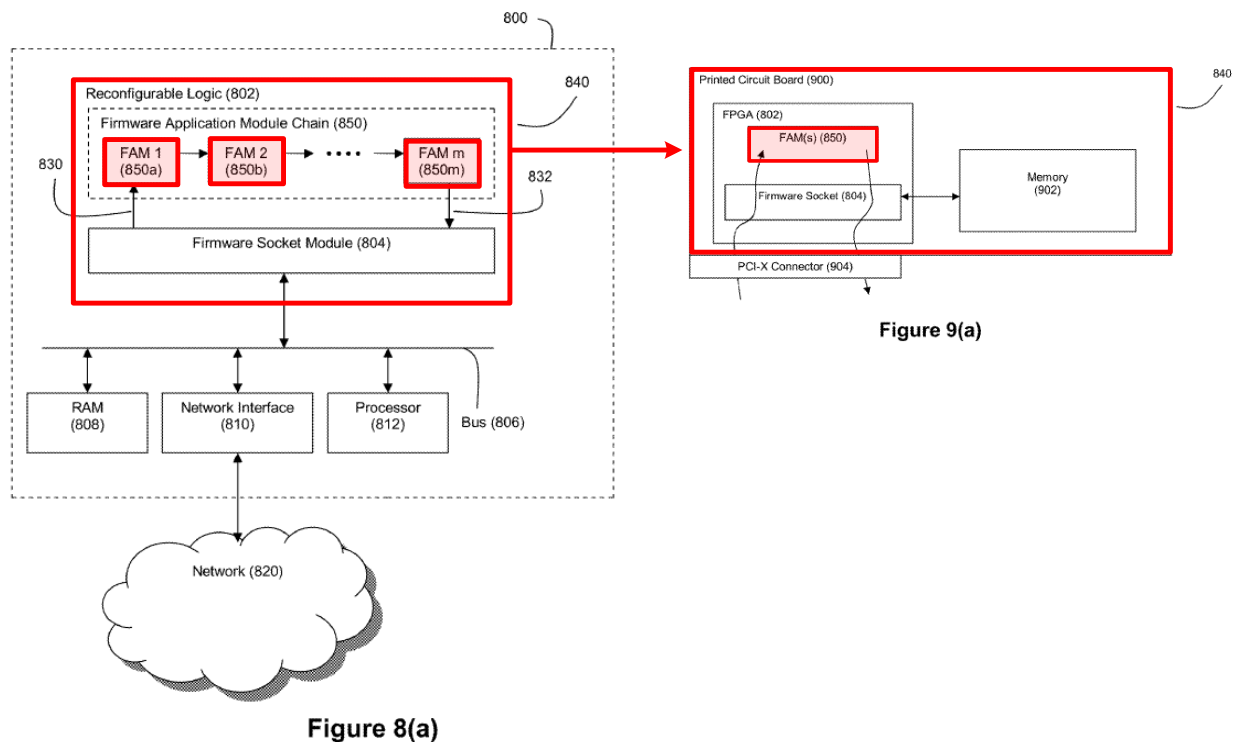 800
840
Reconfigurable Logic (802)
Firmware Application Module Chain (850)
FAM 1
(850a)
FAM 2
(850b)
FAM m
(850m)
830
832
Firmware Socket Module (804)
RAM
(808)
Network Interface
(810)
Processor
(812)
Bus (806)
Network (820)
Figure 8(a)
Printed Circuit Board (900)
840
FPGA (802)
FAM(s) (850)
Firmware Socket (804)
Memory
(902)
PCI-X Connector (904)
Figure 9(a)